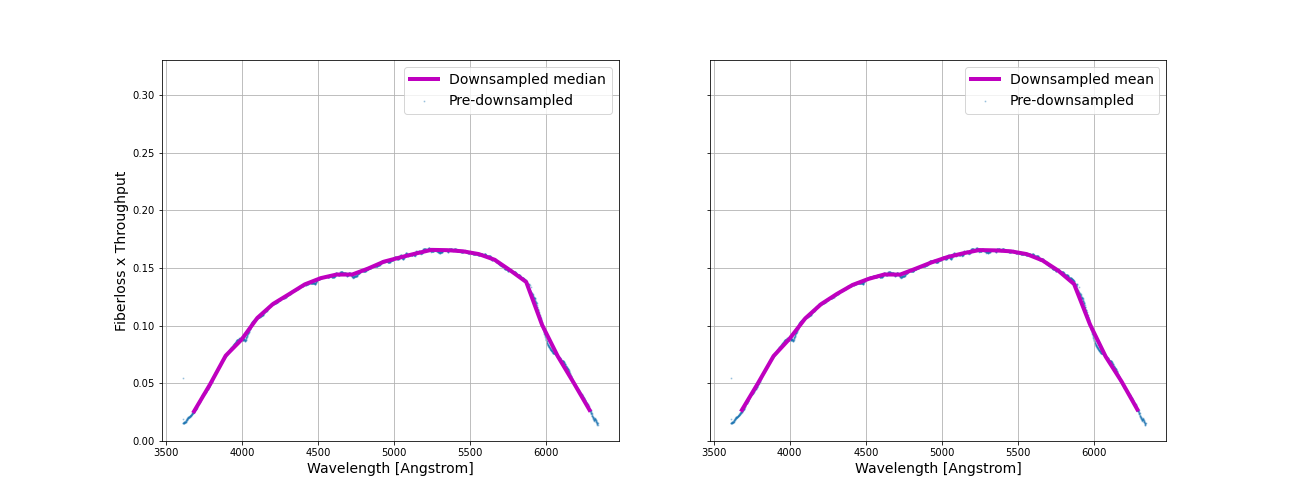 Downsampled median
Pre-downsampled
0.30
0.25
0.20
0.15
0.10
0.05
0.00
Fiberloss x Throughput
3500 4000 4500 5000 5500 6000
Wavelength [Angstrom]
Downsampled mean
Pre-downsampled
3500 4000 4500 5000 5500 6000
Wavelength [Angstrom]